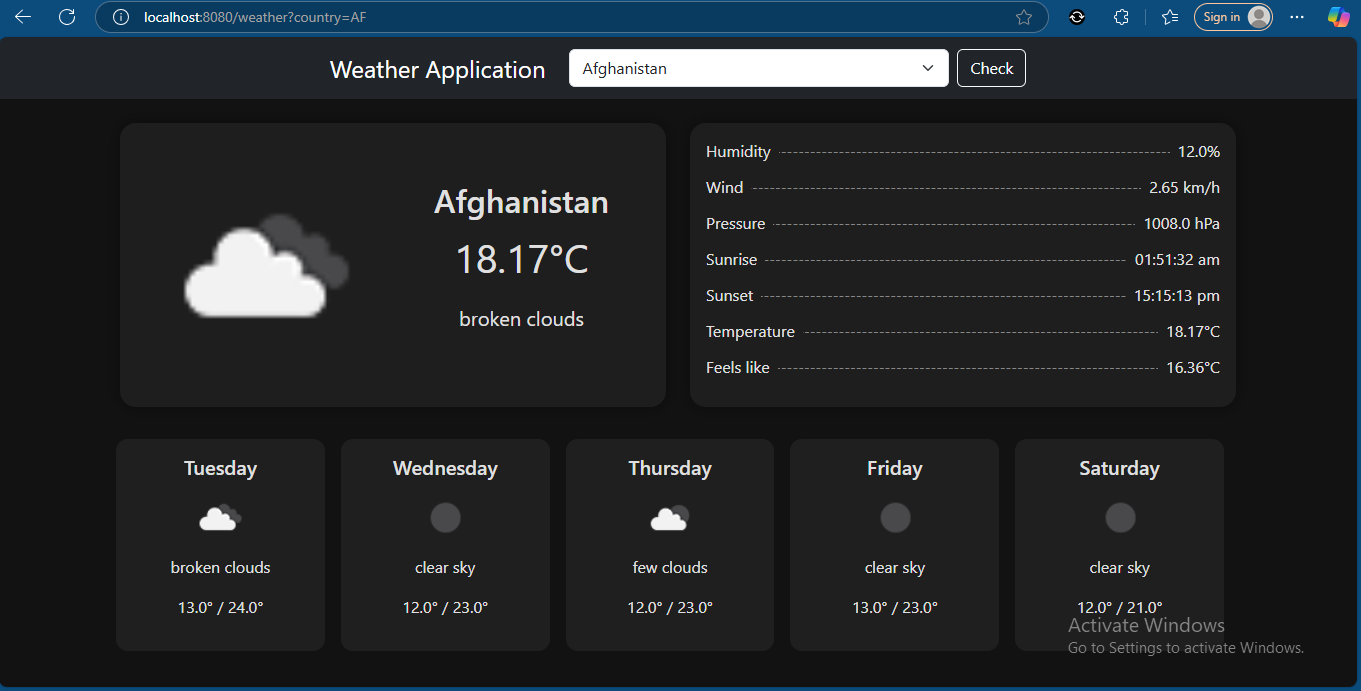 localhost:8080/weather?country=AF
Sign in
Weather Application
Afghanistan
Check
Afghanistan
18.17°C
broken clouds
Humidity 12.0%
Wind 2.65 km/h
Pressure 1008.0 hPa
Sunrise 01:51:32 am
Sunset 15:15:13 pm
Temperature 18.17°C
Feels like 16.36°C
Tuesday
broken clouds
13.0° / 24.0°
Wednesday
clear sky
12.0° / 23.0°
Thursday
few clouds
12.0° / 23.0°
Friday
clear sky
13.0° / 23.0°
Saturday
clear sky
12.0° / 21.0°
Activate Windows
Go to Settings to activate Windows.